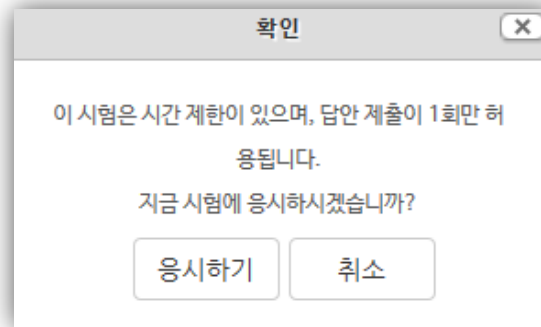 확인
이 시험은 시간 제한이 있으며, 답안 제출이 1회만 허
용됩니다.
지금 시험에 응시하시겠습니까?
응시하기 취소